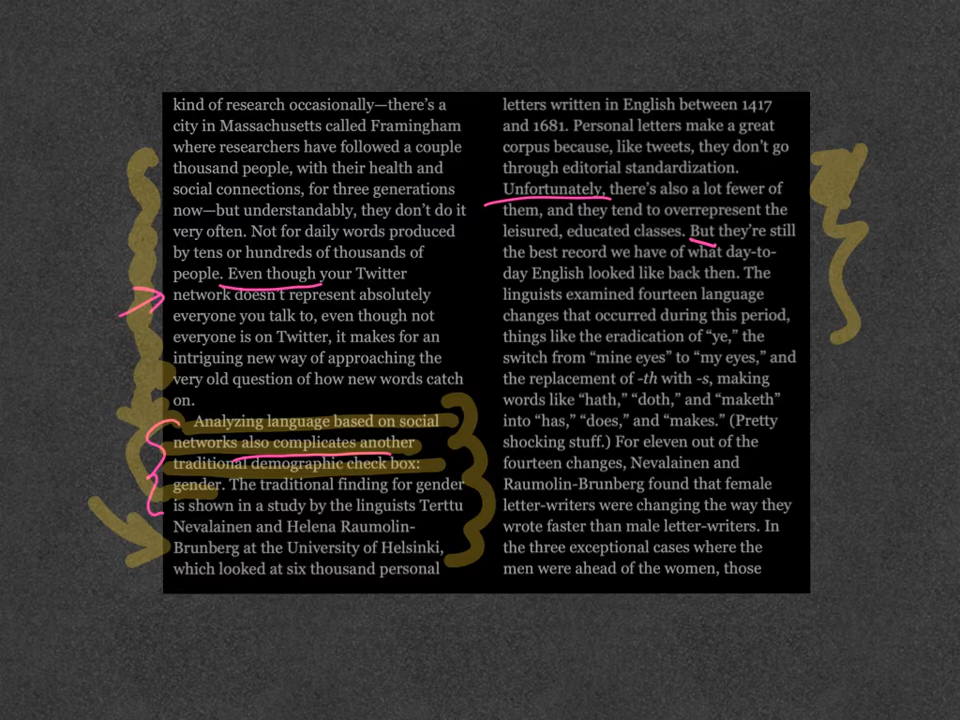 kind of research occasionally—there's a
city in Massachusetts called Framingham
where researchers have followed a couple
thousand people, with their health and
social connections, for three generations
now—but understandably, they don't do it
very often. Not for daily words produced
by tens or hundreds of thousands of
people. Even though your Twitter
network doesn't represent absolutely
everyone you talk to, even though not
everyone is on Twitter, it makes for an
intriguing new way of approaching the
very old question of how new words catch
on.
Analyzing language based on social
networks also complicates another
traditional demographic check box:
gender. The traditional finding for gender
is shown in a study by the linguists Terttu
Nevalainen and Helena Raumolin-
Brunberg at the University of Helsinki,
which looked at six thousand personal
letters written in English between 1417
and 1681. Personal letters make a great
corpus because, like tweets, they don't go
through editorial standardization.
Unfortunately, there's also a lot fewer of
them, and they tend to overrepresent the
leisured, educated classes. But they're still
the best record we have of what day-to-
day English looked like back then. The
linguists examined fourteen language
changes that occurred during this period,
things like the eradication of "ye," the
switch from "mine eyes" to "my eyes," and
the replacement of -th with -s, making
words like "hath," "doth," and "maketh"
into "has," "does," and "makes." (Pretty
shocking stuff.) For eleven out of the
fourteen changes, Nevalainen and
Raumolin-Brunberg found that female
letter-writers were changing the way they
wrote faster than male letter-writers. In
the three exceptional cases where the
men were ahead of the women, those